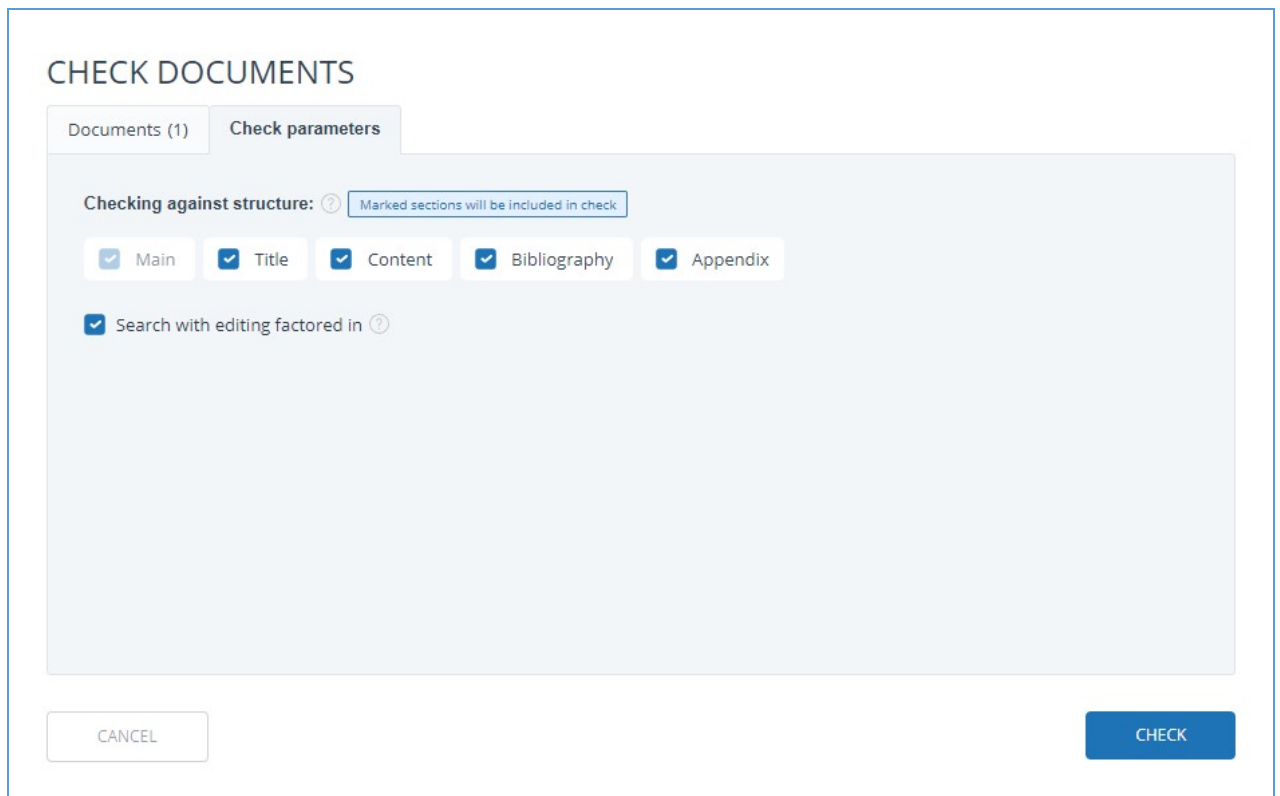 CHECK DOCUMENTS
Documents (1) Check parameters
Checking against structure: ? Marked sections will be included in check
Main Title Content Bibliography Appendix
Search with editing factored in ?
CANCEL CHECK